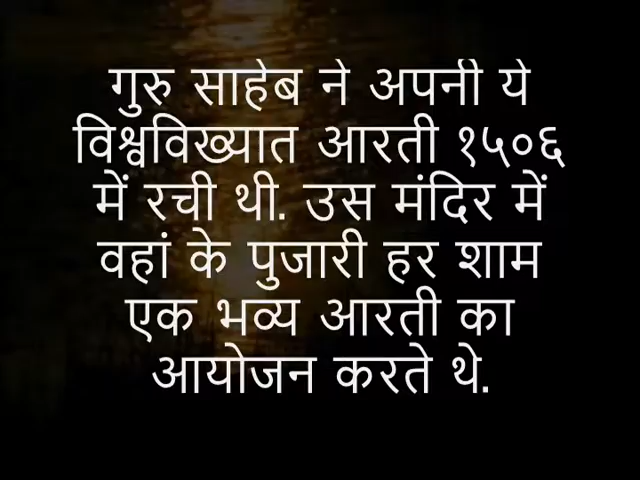 गुरु साहेब ने अपनी ये
विश्वविख्यात आरती १५०६
में रची थी. उस मंदिर में
वहां के पुजारी हर शाम
एक भव्य आरती का
आयोजन करते थे.